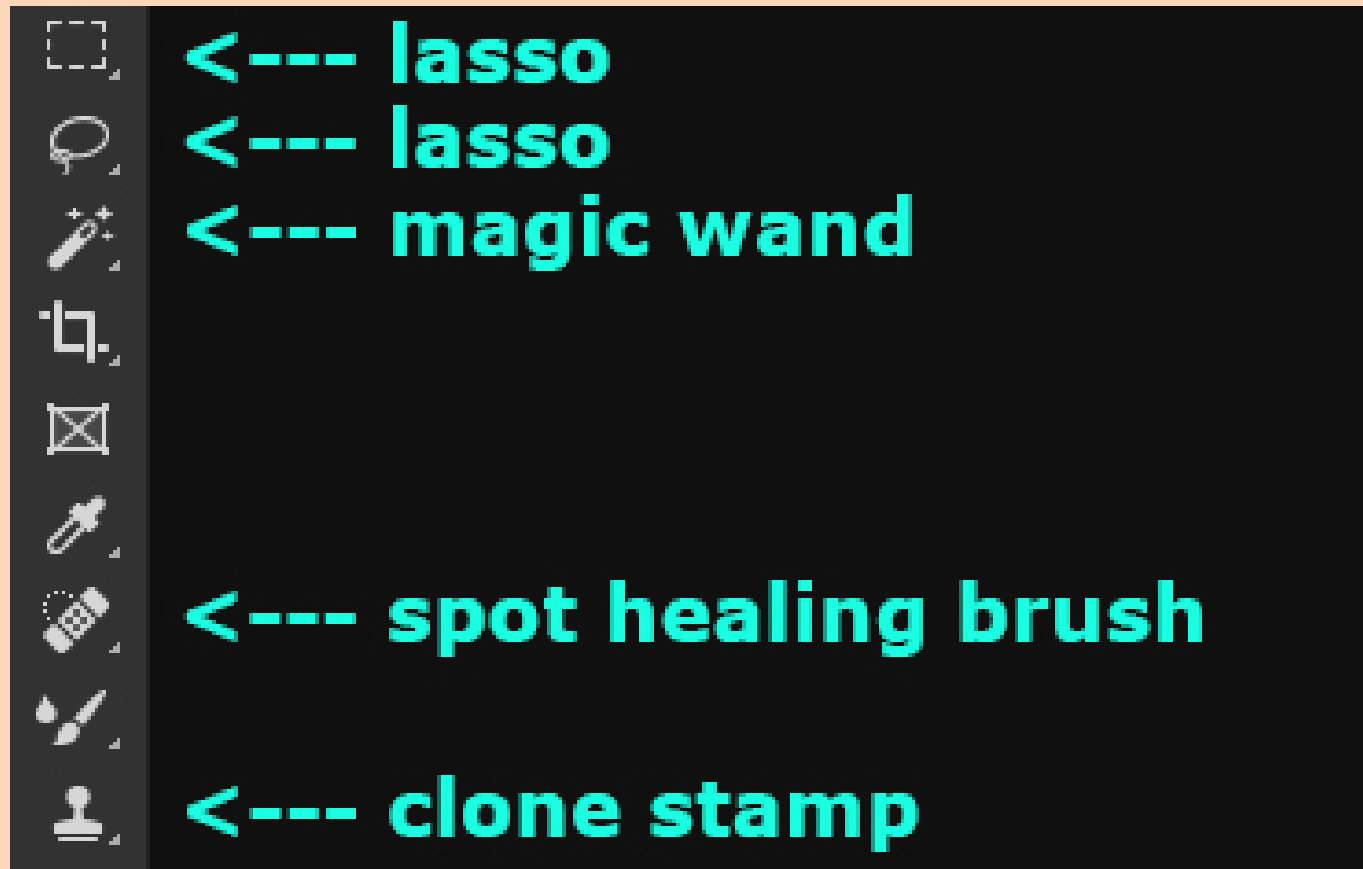 <--- lasso
<--- lasso
<--- magic wand
<--- spot healing brush
<--- clone stamp